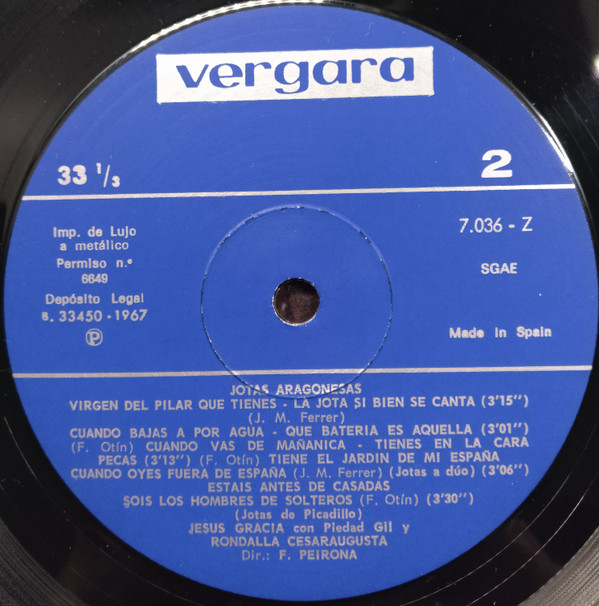 vergara
33 1/3
2
Imp. de Lujo
a metálico
Permiso n.º
6649
Depósito Legal
B. 33450 - 1967
Ⓟ
7.036 - Z
SGAE
Made in Spain
JOTAS ARAGONESAS
VIRGEN DEL PILAR QUE TIENES - LA JOTA SI BIEN SE CANTA (3'15'')
(J. M. Ferrer)
CUANDO BAJAS A POR AGUA - QUE BATERIA ES AQUELLA (3'01'')
(F. Otín) CUANDO VAS DE MAÑANICA - TIENES EN LA CARA
PECAS (3'13'') (F. Otín) TIENE EL JARDIN DE MI ESPAÑA
CUANDO OYES FUERA DE ESPAÑA (J. M. Ferrer) (Jotas a dúo) (3'06'')
ESTAIS ANTES DE CASADAS
SOIS LOS HOMBRES DE SOLTEROS (F. Otín) (3'30'')
(Jotas de Picadillo)
JESUS GRACIA con Piedad Gil y
RONDALLA CESARAUGUSTA
Dir.: F. PEIRONA